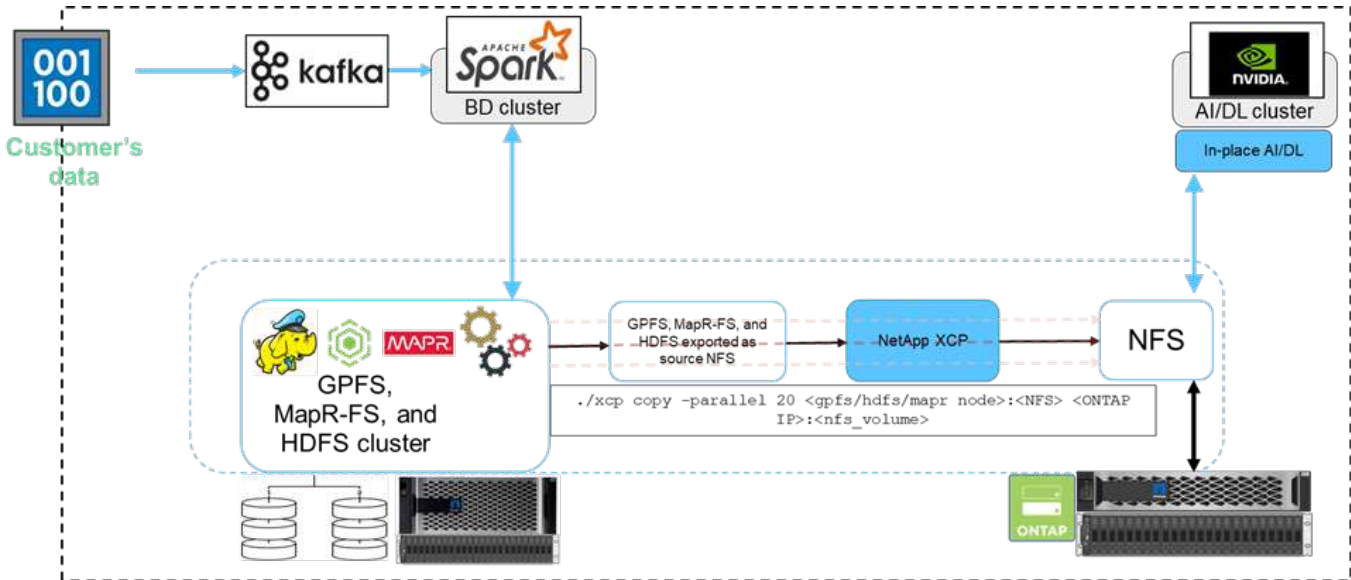 001
100
Customer's
data
kafka
APACHE
Spark™
BD cluster
NVIDIA.
AI/DL cluster
In-place AI/DL
MAPR
GPFS,
MapR-FS, and
HDFS cluster
GPFS, MapR-FS, and
HDFS exported as
source NFS
NetApp XCP
NFS
./xcp copy -parallel 20 <gpfs/hdfs/mapr node>:<NFS> <ONTAP
IP>:<nfs_volume>
ONTAP